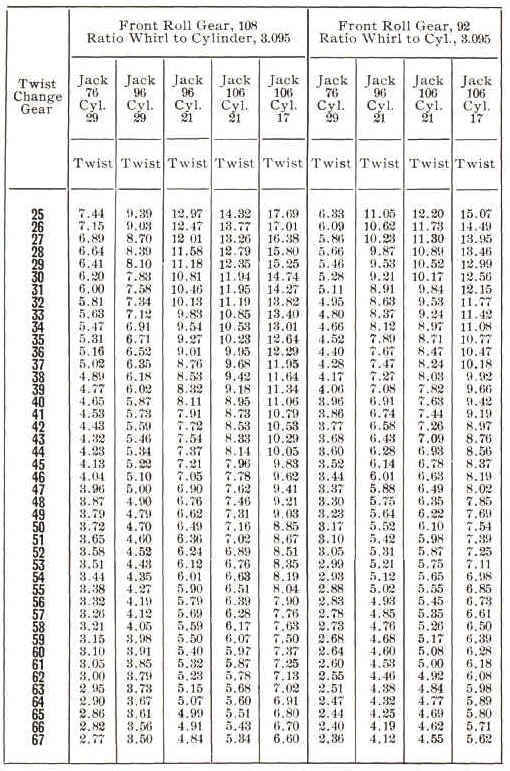 Front Roll Gear, 108
Ratio Whirl to Cylinder, 3.095
Front Roll Gear, 92
Ratio Whirl to Cyl., 3.095
Twist Change Gear
Jack 76 Cyl. 29
Jack 96 Cyl. 29
Jack 96 Cyl. 21
Jack 106 Cyl. 21
Jack 106 Cyl. 17
Jack 76 Cyl. 29
Jack 96 Cyl. 21
Jack 106 Cyl. 21
Jack 106 Cyl. 17
Twist Twist Twist Twist Twist Twist Twist Twist Twist
25 7.44 9.39 12.97 14.32 17.69 6.33 11.05 12.20 15.07
26 7.15 9.03 12.47 13.77 17.01 6.09 10.62 11.73 14.49
27 6.89 8.70 12 01 13.26 16.38 5.86 10.23 11.30 13.95
28 6.64 8.39 11.58 12.79 15.80 5.66 9.87 10.89 13.46
29 6.41 8.10 11.18 12.35 15.25 5.46 9.53 10.52 12.99
30 6.20 7.83 10.81 11.94 14.74 5.28 9.21 10.17 12.56
31 6.00 7.58 10.46 11.95 14.27 5.11 8.91 9.84 12.15
32 5.81 7.34 10.13 11.19 13.82 4.95 8.63 9.53 11.77
33 5.63 7.12 9.83 10.85 13.40 4.80 8.37 9.24 11.42
34 5.47 6.91 9.54 10.53 13.01 4.66 8.12 8.97 11.08
35 5.31 6.71 9.27 10.23 12.64 4.52 7.89 8.71 10.77
36 5.16 6.52 9.01 9.95 12.29 4.40 7.67 8.47 10.47
37 5.02 6.35 8.76 9.68 11.95 4.28 7.47 8.24 10.18
38 4.89 6.18 8.53 9.42 11.64 4.17 7.27 8.03 9.92
39 4.77 6.02 8.32 9.18 11.34 4.06 7.08 7.82 9.66
40 4.65 5.87 8.11 8.95 11.06 3.96 6.91 7.63 9.42
41 4.53 5.73 7.91 8.73 10.79 3.86 6.74 7.44 9.19
42 4.43 5.59 7.72 8.53 10.53 3.77 6.58 7.26 8.97
43 4.32 5.46 7.54 8.33 10.29 3.68 6.43 7.09 8.76
44 4.23 5.34 7.37 8.14 10.05 3.60 6.28 6.93 8.56
45 4.13 5.22 7.21 7.96 9.83 3.52 6.14 6.78 8.37
46 4.04 5.10 7.05 7.78 9.62 3.44 6.01 6.63 8.19
47 3.96 5.00 6.90 7.62 9.41 3.37 5.88 6.49 8.02
48 3.87 4.90 6.76 7.46 9.21 3.30 5.75 6.35 7.85
49 3.79 4.79 6.62 7.31 9.03 3.23 5.64 6.22 7.69
50 3.72 4.70 6.49 7.16 8.85 3.17 5.52 6.10 7.54
51 3.65 4.60 6.36 7.02 8.67 3.10 5.42 5.98 7.39
52 3.58 4.52 6.24 6.89 8.51 3.05 5.31 5.87 7.25
53 3.51 4.43 6.12 6.76 8.35 2.99 5.21 5.75 7.11
54 3.44 4.35 6.01 6.63 8.19 2.93 5.12 5.65 6.98
55 3.38 4.27 5.90 6.51 8.04 2.88 5.02 5.55 6.85
56 3.32 4.19 5.79 6.39 7.90 2.83 4.93 5.45 6.73
57 3.26 4.12 5.69 6.28 7.76 2.78 4.85 5.35 6.61
58 3.21 4.05 5.59 6.17 7.63 2.73 4.76 5.26 6.50
59 3.15 3.98 5.50 6.07 7.50 2.68 4.68 5.17 6.39
60 3.10 3.91 5.40 5.97 7.37 2.64 4.60 5.08 6.28
61 3.05 3.85 5.32 5.87 7.25 2.60 4.53 5.00 6.18
62 3.00 3.79 5.23 5.78 7.13 2.55 4.46 4.92 6.08
63 2.95 3.73 5.15 5.68 7.02 2.51 4.38 4.84 5.98
64 2.90 3.67 5.07 5.60 6.91 2.47 4.32 4.77 5.89
65 2.86 3.61 4.99 5.51 6.80 2.44 4.25 4.69 5.80
66 2.82 3.56 4.91 5.43 6.70 2.40 4.19 4.62 5.71
67 2.77 3.50 4.84 5.34 6.60 2.36 4.12 4.55 5.62